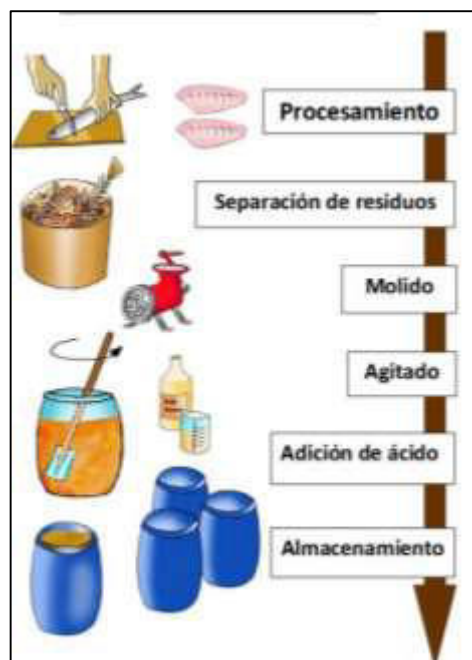 Procesamiento
Separación de residuos
Molido
Agitado
Adición de ácido
Almacenamiento